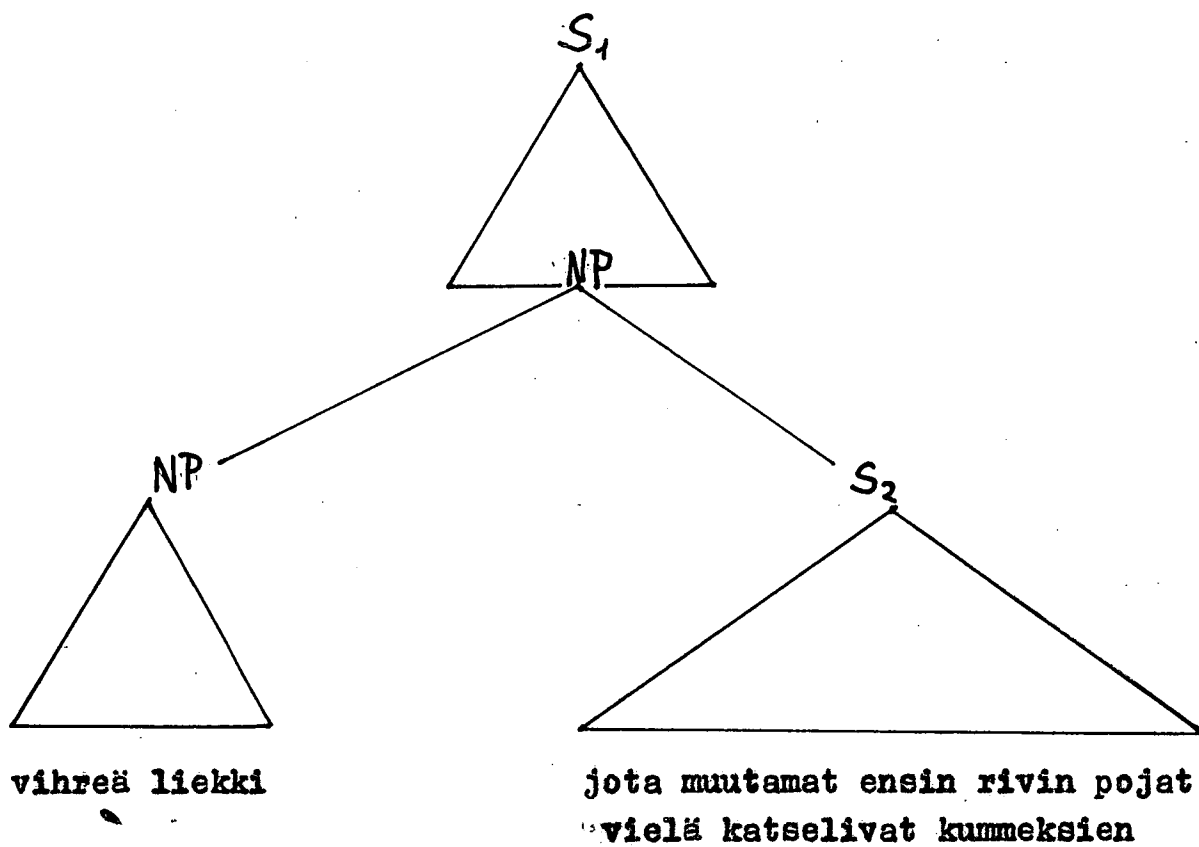 S₁
NP
NP
S₂
vihreä liekki
jota muutamat ensin rivin pojat
vielä katselivat kummeksien